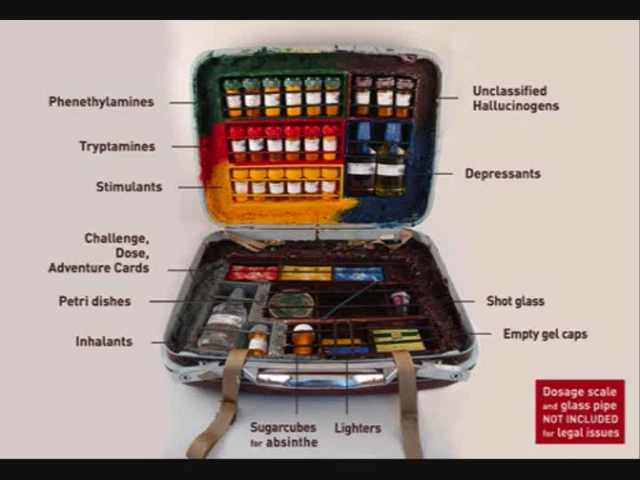 Phenethylamines
Tryptamines
Stimulants
Challenge,
Dose,
Adventure Cards
Petri dishes
Inhalants
Unclassified
Hallucinogens
Depressants
Shot glass
Empty gel caps
Sugarcubes
for absinthe
Lighters
Dosage scale
and glass pipe
NOT INCLUDED
for legal issues